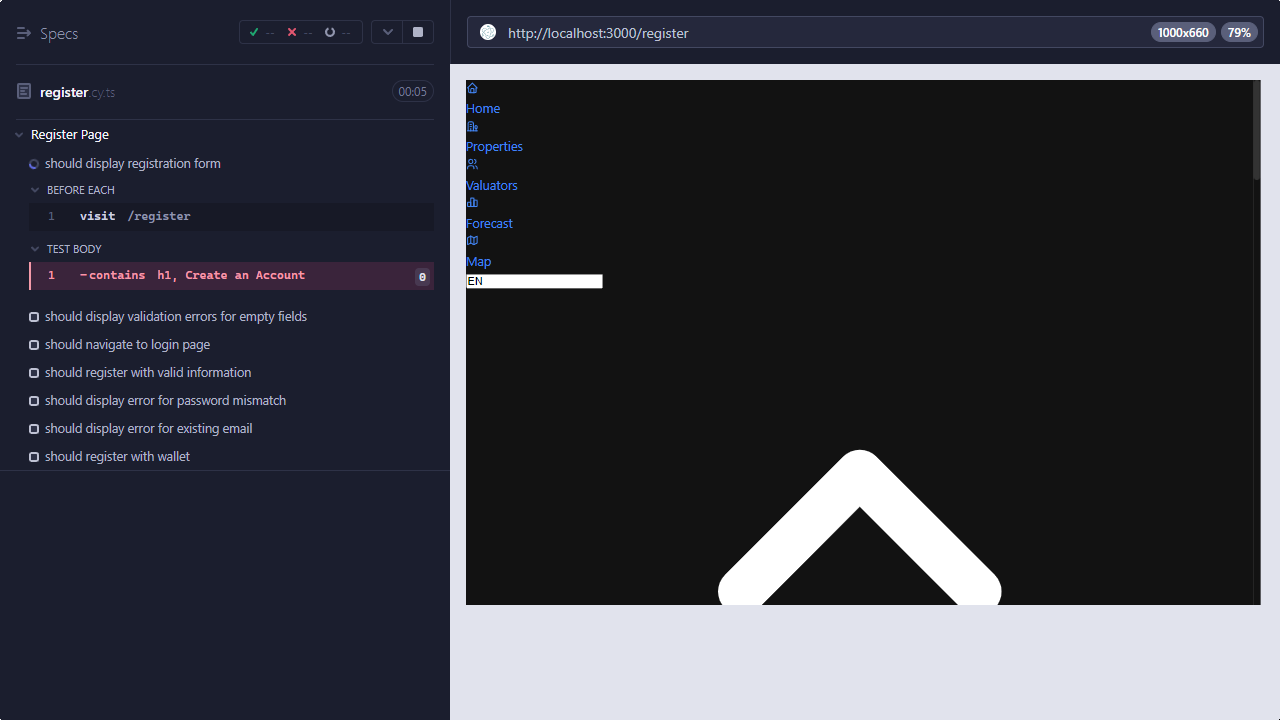 Specs
-- -- --
http://localhost:3000/register
1000x660
79%
register.cy.ts
00:05
Register Page
should display registration form
BEFORE EACH
1 visit /register
TEST BODY
1 -contains h1, Create an Account 0
should display validation errors for empty fields
should navigate to login page
should register with valid information
should display error for password mismatch
should display error for existing email
should register with wallet
Home
Properties
Valuators
Forecast
Map
EN